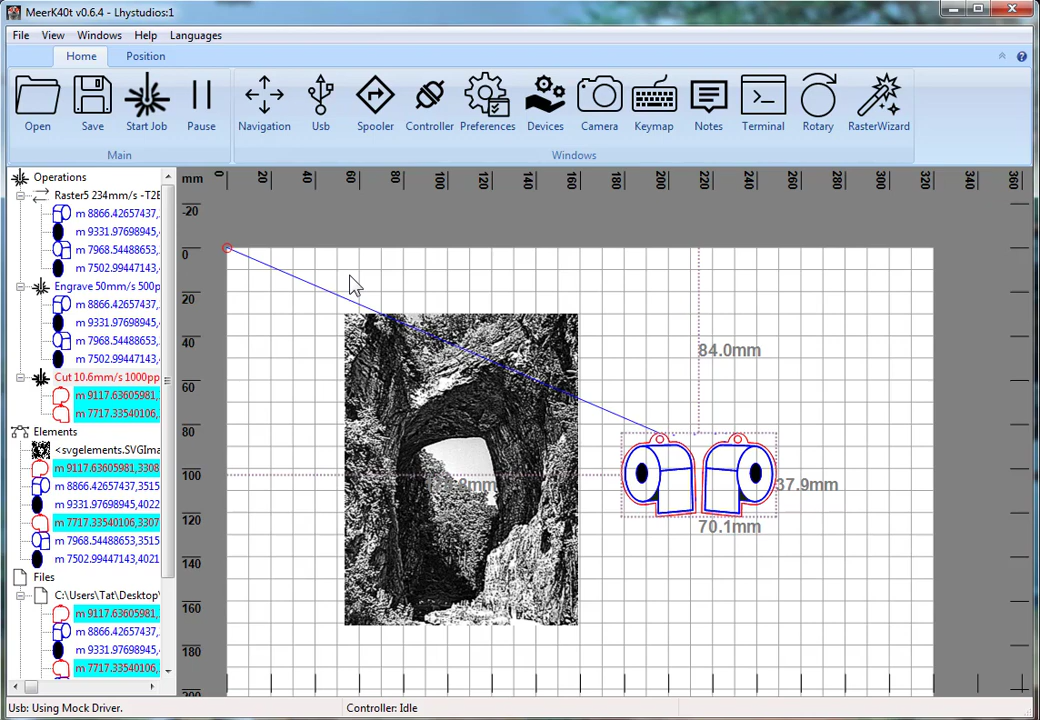 MeerK40t v0.6.4 - Lhystudios:1
File View Windows Help Languages
Home Position
Open Save Start Job Pause Navigation Usb Spooler Controller Preferences Devices Camera Keymap Notes Terminal Rotary RasterWizard
Main Windows
mm 0 20 40 60 80 100 120 140 160 180 200 220 240 260 280 300 320 340 360
-20
0
20
40
60
80
100
120
140
160
180
200
Operations
Raster5 234mm/s -T2B
m 8866.42657437,
m 9331.97698
m 7968.54488653,
m 7502.99447143,
Engrave 50mm/s 500p
m 8866.42657437,
m 9331.97698
m 7968.54488653,
m 7502.99447143,
Cut 10.6mm/s 1000pp
m 9117.63605981,
m 7717.33540106,
Elements
<svgelements.SVGIma
m 9117.63605981,3308
m 8866.42657437,3515
m 9331.97698945,4022
m 7717.33540106,3307
m 7968.54488653,3515
m 7502.99447143,4021
Files
C:\Users\Tat\Desktop\
m 9117.63605981,
m 8866.42657437,
m 9331.97698
m 7717.33540106,
84.0mm
37.9mm
70.1mm
Usb: Using Mock Driver. Controller: Idle